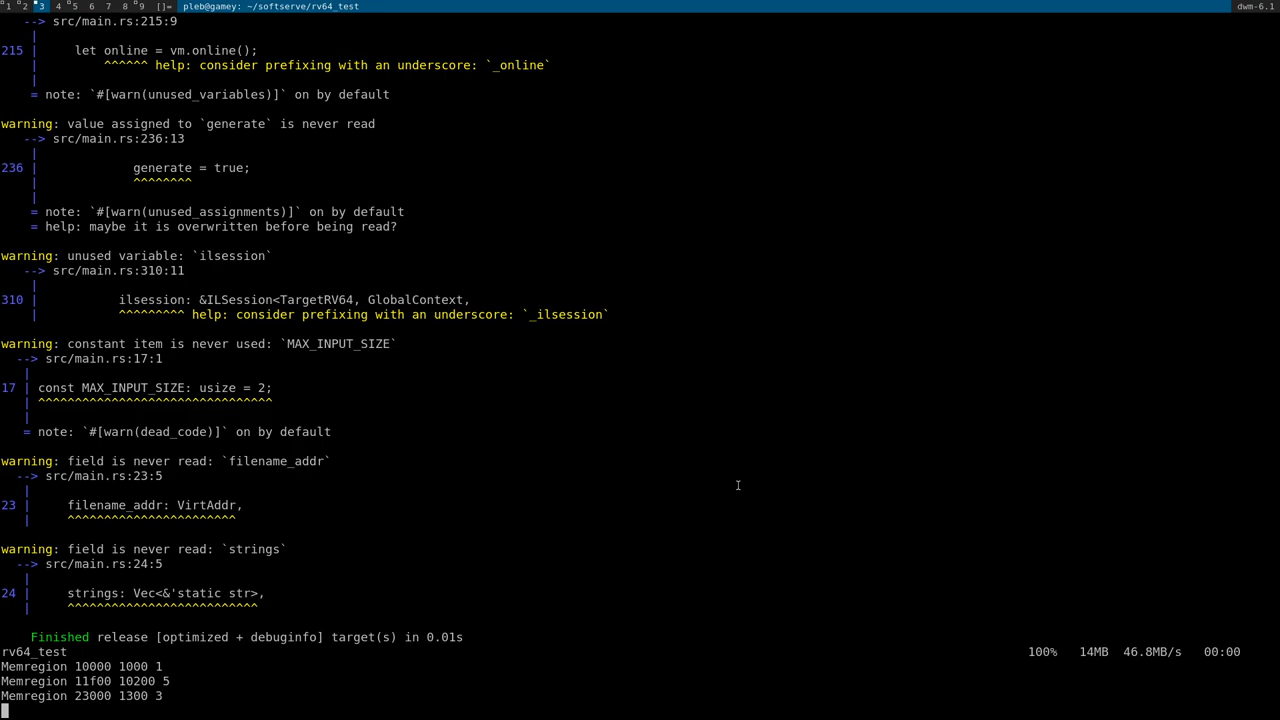 1 2 3 4 5 6 7 8 9 []= pleb@gamey: ~/softserve/rv64_test dwm-6.1
--> src/main.rs:215:9
|
215 | let online = vm.online();
| ^^^^^^ help: consider prefixing with an underscore: `_online`
|
= note: `#[warn(unused_variables)]` on by default
warning: value assigned to `generate` is never read
--> src/main.rs:236:13
|
236 | generate = true;
| ^^^^^^^^
|
= note: `#[warn(unused_assignments)]` on by default
= help: maybe it is overwritten before being read?
warning: unused variable: `ilsession`
--> src/main.rs:310:11
|
310 | ilsession: &ILSession<TargetRV64, GlobalContext,
| ^^^^^^^^^ help: consider prefixing with an underscore: `_ilsession`
warning: constant item is never used: `MAX_INPUT_SIZE`
--> src/main.rs:17:1
|
17 | const MAX_INPUT_SIZE: usize = 2;
| ^^^^^^^^^^^^^^^^^^^^^^^^^^^^^^^^
|
= note: `#[warn(dead_code)]` on by default
warning: field is never read: `filename_addr`
--> src/main.rs:23:5
|
23 | filename_addr: VirtAddr,
| ^^^^^^^^^^^^^^^^^^^^^^^
warning: field is never read: `strings`
--> src/main.rs:24:5
|
24 | strings: Vec<&'static str>,
| ^^^^^^^^^^^^^^^^^^^^^^^^^^
Finished release [optimized + debuginfo] target(s) in 0.01s
rv64_test 100% 14MB 46.8MB/s 00:00
Memregion 10000 1000 1
Memregion 11f00 10200 5
Memregion 23000 1300 3